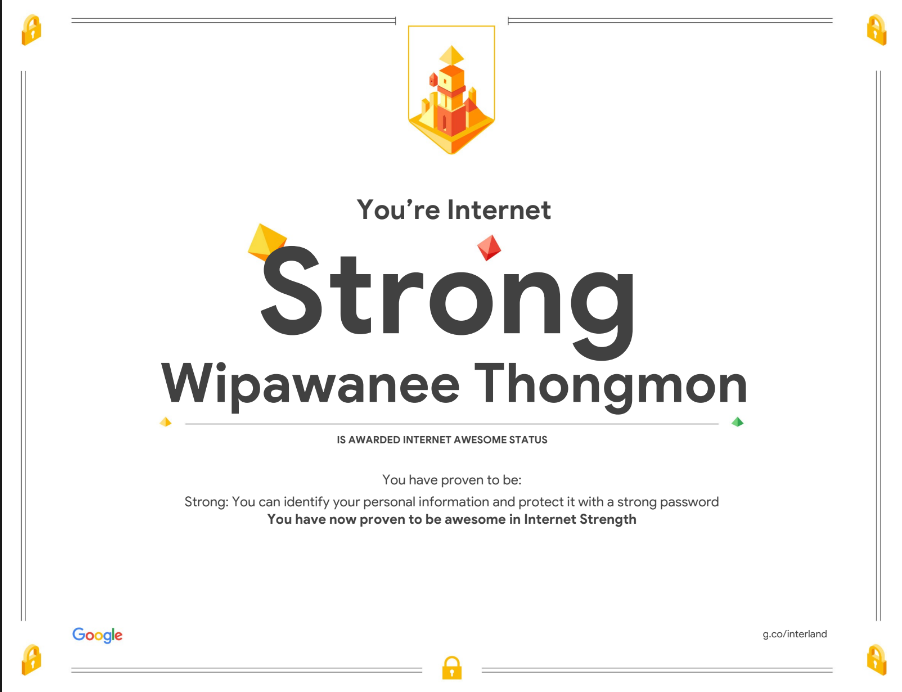 You’re Internet
Strong
Wipawanee Thongmon
IS AWARDED INTERNET AWESOME STATUS
You have proven to be:
Strong: You can identify your personal information and protect it with a strong password
You have now proven to be awesome in Internet Strength
Google
g.co/interland